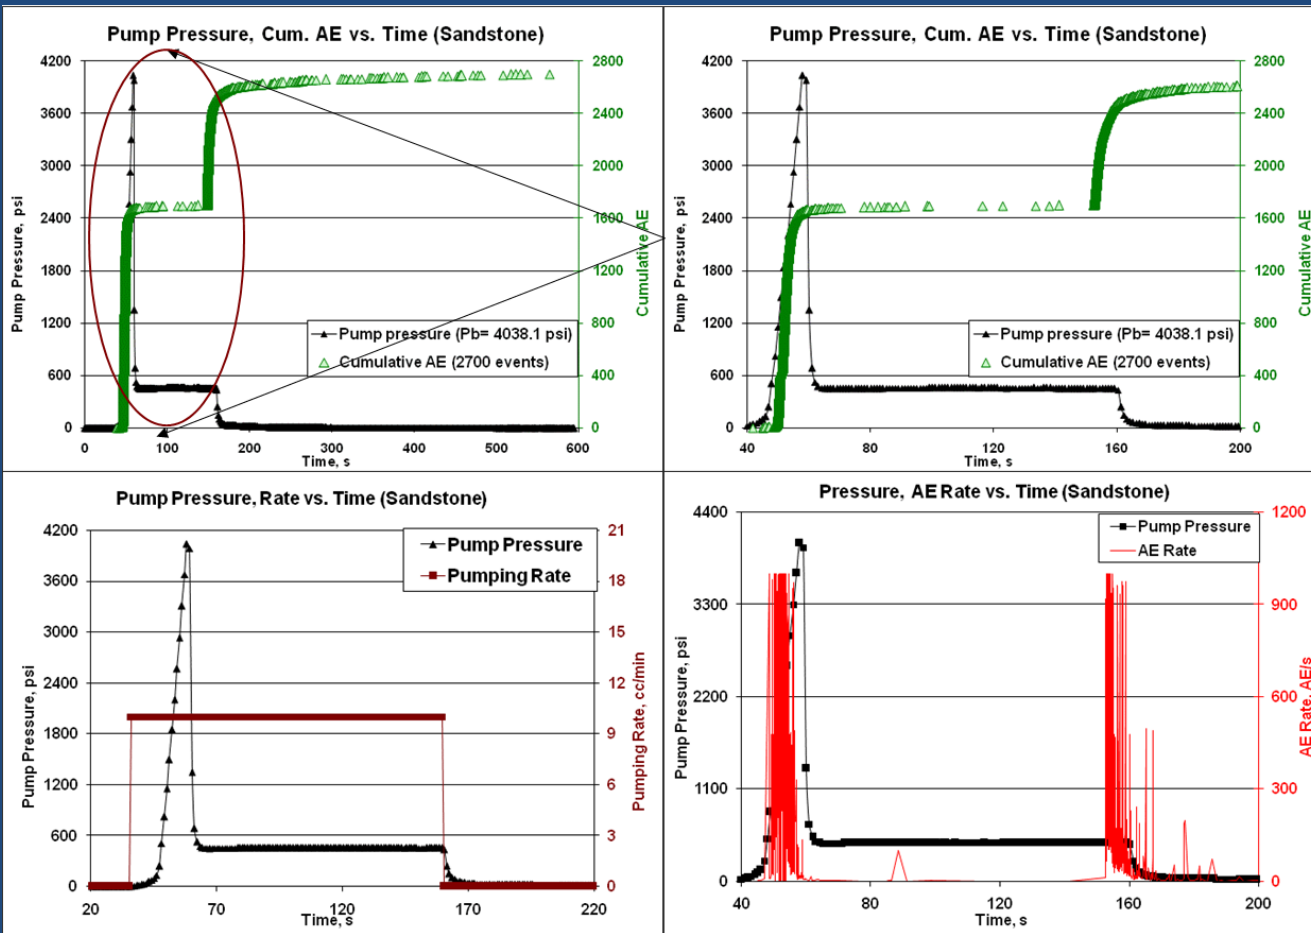 Pump Pressure, Cum. AE vs. Time (Sandstone)
4200
3600
3000
2400
1800
1200
600
0
Pump Pressure, psi
2800
2400
2000
1600
1200
800
400
0
Cumulative AE
Pump pressure (Pb= 4038.1 psi)
Cumulative AE (2700 events)
0 100 200 300 400 500 600
Time, s
Pump Pressure, Cum. AE vs. Time (Sandstone)
4200
3600
3000
2400
1800
1200
600
0
Pump Pressure, psi
2800
2400
2000
1600
1200
800
400
0
Cumulative AE
Pump pressure (Pb= 4038.1 psi)
Cumulative AE (2700 events)
40 80 120 160 200
Time, s
Pump Pressure, Rate vs. Time (Sandstone)
4200
3600
3000
2400
1800
1200
600
0
Pump Pressure, psi
21
18
15
12
9
6
3
0
Pumping Rate, cc/min
Pump Pressure
Pumping Rate
20 70 120 170 220
Time, s
Pressure, AE Rate vs. Time (Sandstone)
4400
3300
2200
1100
0
Pump Pressure, psi
1200
900
600
300
0
AE Rate, AE/s
Pump Pressure
AE Rate
40 80 120 160 200
Time, s